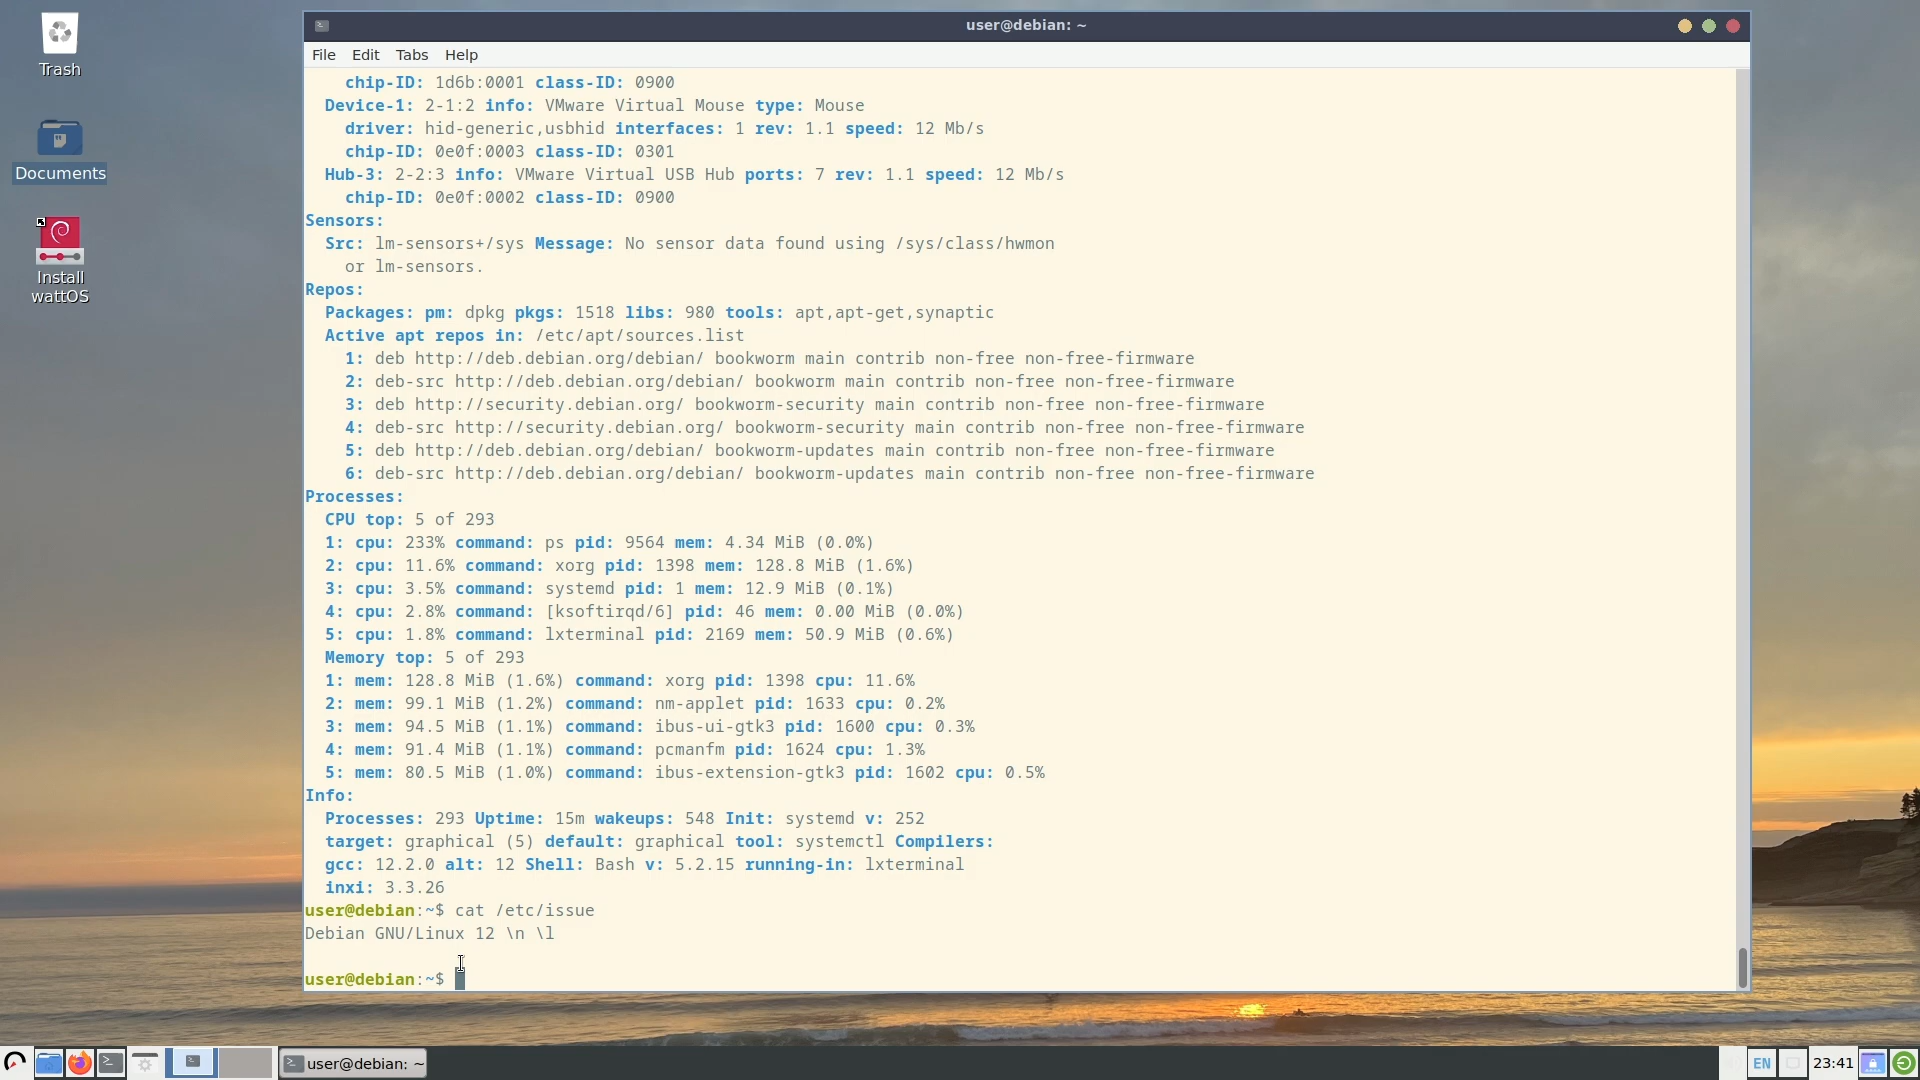 Trash
Documents
Install
wattOS
user@debian: ~
File Edit Tabs Help
chip-ID: 1d6b:0001 class-ID: 0900
Device-1: 2-1:2 info: VMware Virtual Mouse type: Mouse
driver: hid-generic,usbhid interfaces: 1 rev: 1.1 speed: 12 Mb/s
chip-ID: 0e0f:0003 class-ID: 0301
Hub-3: 2-2:3 info: VMware Virtual USB Hub ports: 7 rev: 1.1 speed: 12 Mb/s
chip-ID: 0e0f:0002 class-ID: 0900
Sensors:
Src: lm-sensors+/sys Message: No sensor data found using /sys/class/hwmon
or lm-sensors.
Repos:
Packages: pm: dpkg pkgs: 1518 libs: 980 tools: apt,apt-get,synaptic
Active apt repos in: /etc/apt/sources.list
1: deb http://deb.debian.org/debian/ bookworm main contrib non-free non-free-firmware
2: deb-src http://deb.debian.org/debian/ bookworm main contrib non-free non-free-firmware
3: deb http://security.debian.org/ bookworm-security main contrib non-free non-free-firmware
4: deb-src http://security.debian.org/ bookworm-security main contrib non-free non-free-firmware
5: deb http://deb.debian.org/debian/ bookworm-updates main contrib non-free non-free-firmware
6: deb-src http://deb.debian.org/debian/ bookworm-updates main contrib non-free non-free-firmware
Processes:
CPU top: 5 of 293
1: cpu: 233% command: ps pid: 9564 mem: 4.34 MiB (0.0%)
2: cpu: 11.6% command: xorg pid: 1398 mem: 128.8 MiB (1.6%)
3: cpu: 3.5% command: systemd pid: 1 mem: 12.9 MiB (0.1%)
4: cpu: 2.8% command: [ksoftirqd/6] pid: 46 mem: 0.00 MiB (0.0%)
5: cpu: 1.8% command: lxterminal pid: 2169 mem: 50.9 MiB (0.6%)
Memory top: 5 of 293
1: mem: 128.8 MiB (1.6%) command: xorg pid: 1398 cpu: 11.6%
2: mem: 99.1 MiB (1.2%) command: nm-applet pid: 1633 cpu: 0.2%
3: mem: 94.5 MiB (1.1%) command: ibus-ui-gtk3 pid: 1600 cpu: 0.3%
4: mem: 91.4 MiB (1.1%) command: pcmanfm pid: 1624 cpu: 1.3%
5: mem: 80.5 MiB (1.0%) command: ibus-extension-gtk3 pid: 1602 cpu: 0.5%
Info:
Processes: 293 Uptime: 15m wakeups: 548 Init: systemd v: 252
target: graphical (5) default: graphical tool: systemctl Compilers:
gcc: 12.2.0 alt: 12 Shell: Bash v: 5.2.15 running-in: lxterminal
inxi: 3.3.26
user@debian:~$ cat /etc/issue
Debian GNU/Linux 12 \n \l
user@debian:~$
user@debian: ~
EN
23:41